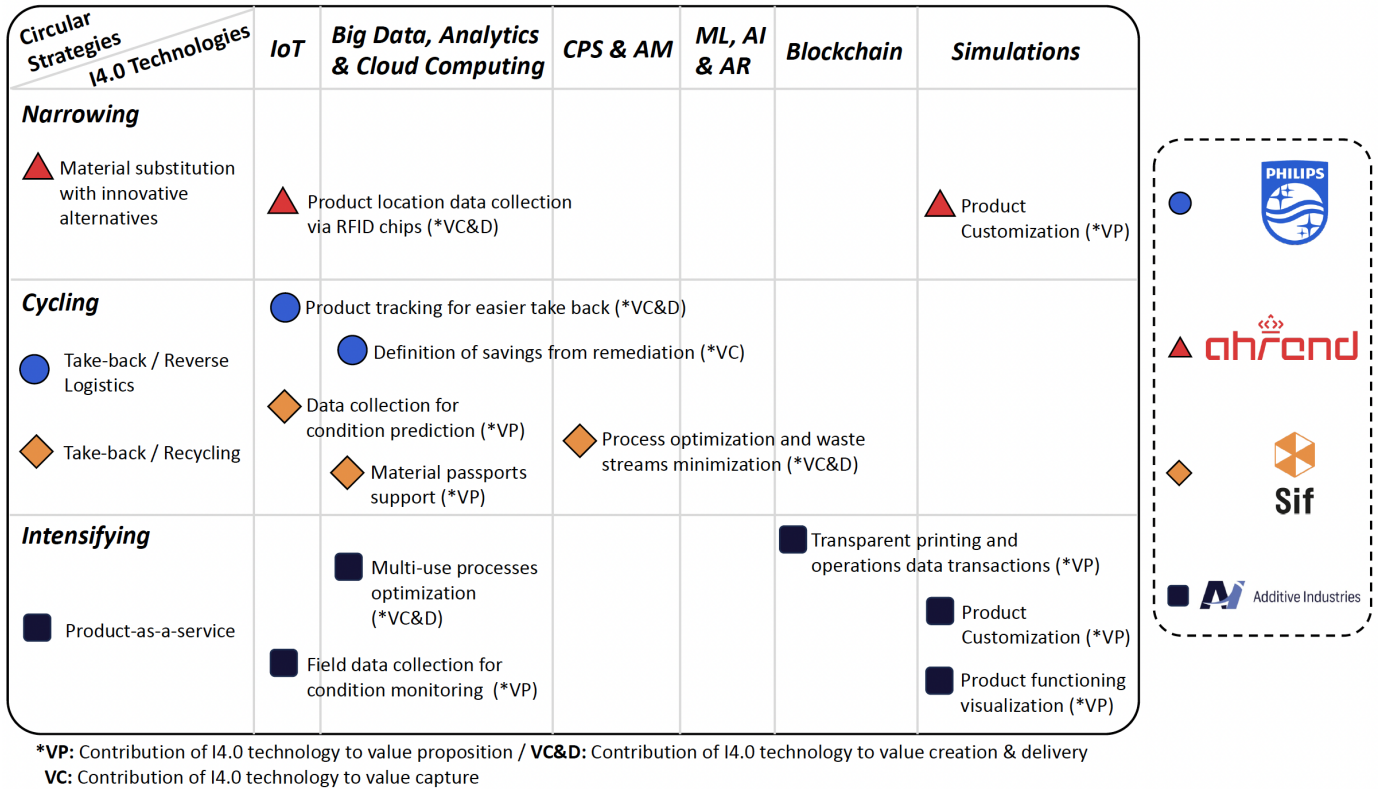 Circular
Strategies
I4.0 Technologies
IoT
Big Data, Analytics
& Cloud Computing
CPS & AM
ML, AI
& AR
Blockchain
Simulations
Narrowing
Material substitution
with innovative
alternatives
Product location data collection
via RFID chips (*VC&D)
Product
Customization (*VP)
Cycling
Take-back / Reverse
Logistics
Take-back / Recycling
Product tracking for easier take back (*VC&D)
Definition of savings from remediation (*VC)
Data collection for
condition prediction (*VP)
Material passports
support (*VP)
Process optimization and waste
streams minimization (*VC&D)
Intensifying
Product-as-a-service
Multi-use processes
optimization
(*VC&D)
Field data collection for
condition monitoring (*VP)
Transparent printing and
operations data transactions (*VP)
Product
Customization (*VP)
Product functioning
visualization (*VP)
PHILIPS
ahrend
Sif
Additive Industries
*VP: Contribution of I4.0 technology to value proposition / VC&D: Contribution of I4.0 technology to value creation & delivery
VC: Contribution of I4.0 technology to value capture